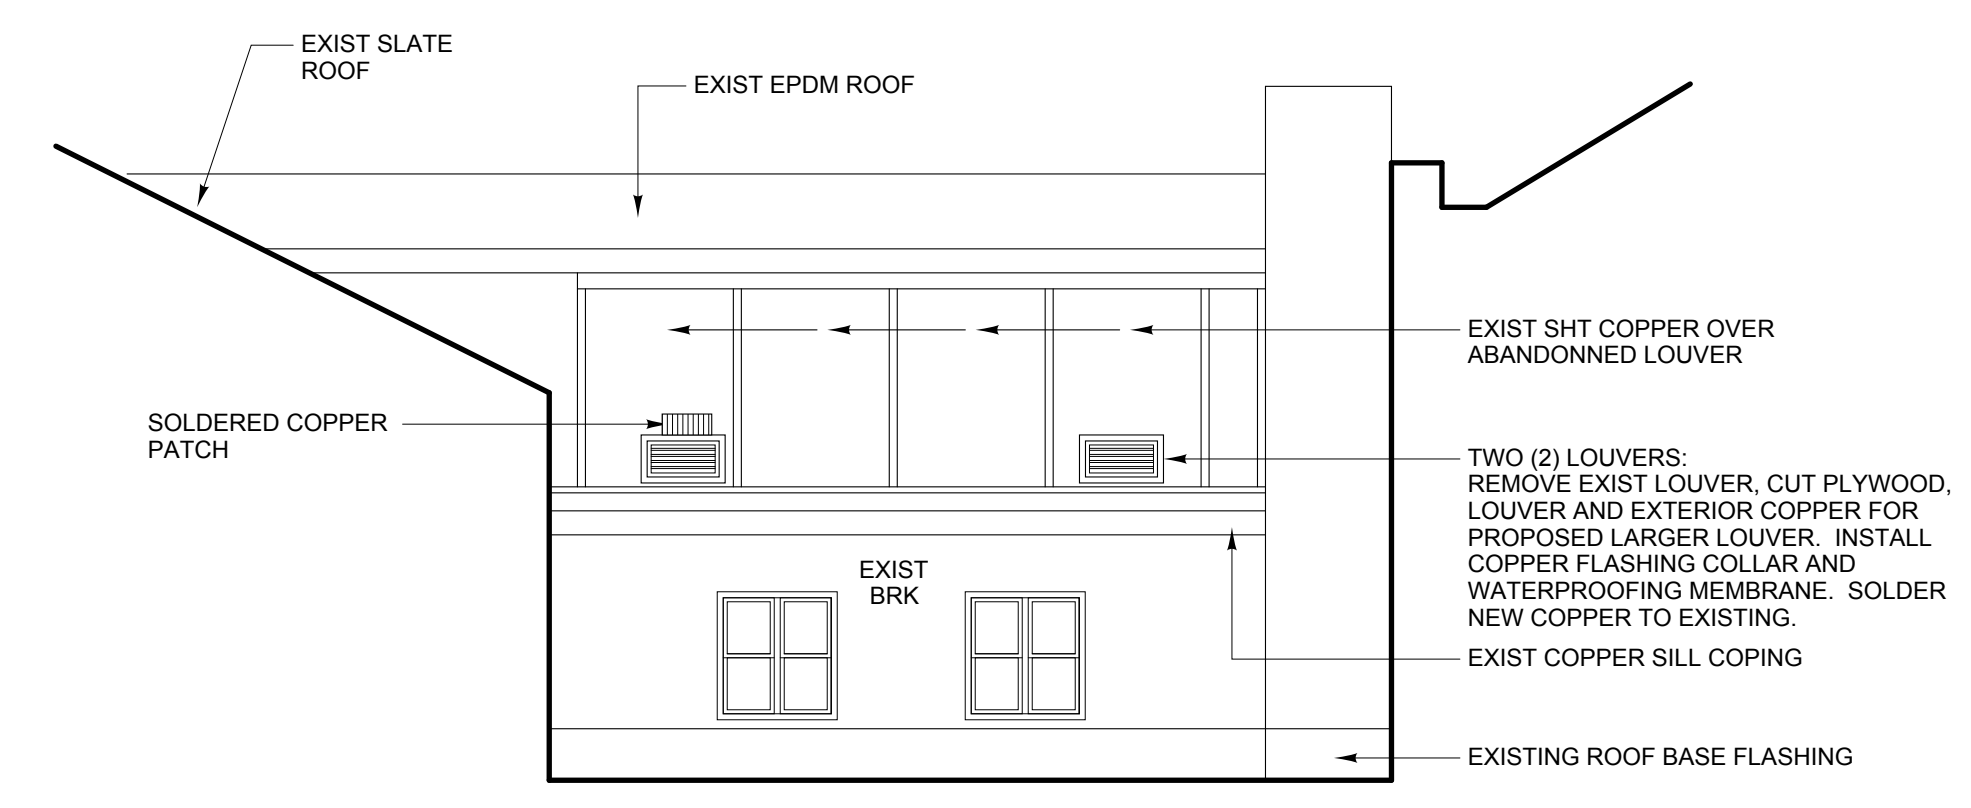 EXIST SLATE
ROOF
EXIST EPDM ROOF
EXIST SHT COPPER OVER
ABANDONNED LOUVER
SOLDERED COPPER
PATCH
TWO (2) LOUVERS:
REMOVE EXIST LOUVER, CUT PLYWOOD,
LOUVER AND EXTERIOR COPPER FOR
PROPOSED LARGER LOUVER.  INSTALL
COPPER FLASHING COLLAR AND
WATERPROOFING MEMBRANE.  SOLDER
NEW COPPER TO EXISTING.
EXIST
BRK
EXIST COPPER SILL COPING
EXISTING ROOF BASE FLASHING